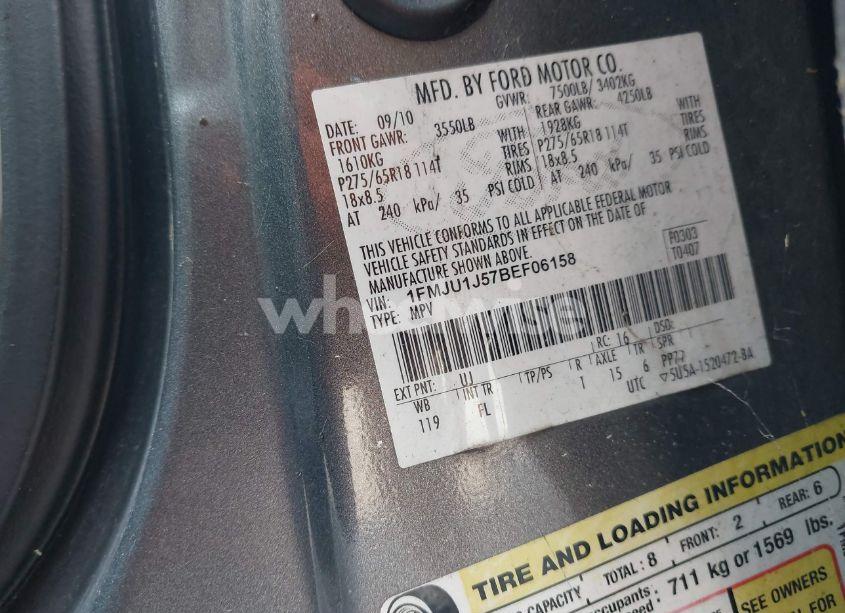 MFD. BY FORD MOTOR CO.
DATE: 09/10 GVWR: 7500LB/ 3402KG
FRONT GAWR: 3550LB REAR GAWR: 4250LB
1610KG WITH 1928KG WITH
P275/65R18 114T TIRES P275/65R18 114T TIRES
18x8.5 RIMS 18x8.5 RIMS
AT 240 kPa/ 35 PSI COLD AT 240 kPa/ 35 PSI COLD
THIS VEHICLE CONFORMS TO ALL APPLICABLE FEDERAL MOTOR
VEHICLE SAFETY STANDARDS IN EFFECT ON THE DATE OF
MANUFACTURE SHOWN ABOVE.
F0303
T0407
VIN: 1FMJU1J57BEF06158
TYPE: MPV
EXT PNT: UJ RC: 16 DSO:
WB INT TR TP/PS R AXLE TR SPR
119 FL T 15 6 PP77
UTC ▽5U5A-1520472-BA
TIRE AND LOADING INFORMATION
CAPACITY TOTAL: 8 FRONT: 2 REAR: 6
711 kg or 1569 lbs.
SEE OWNERS
FOR